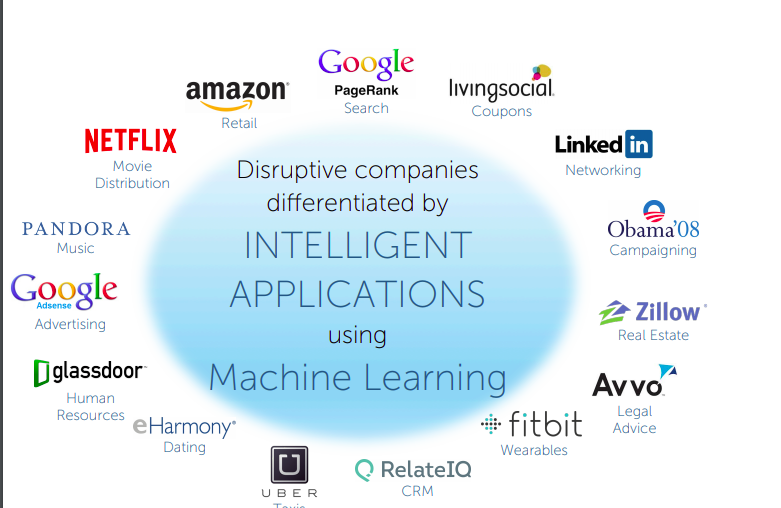 Google
PageRank
Search
amazon
Retail
livingsocial
Coupons
NETFLIX
Movie
Distribution
Linked in
Networking
Disruptive companies
differentiated by
INTELLIGENT
APPLICATIONS
using
Machine Learning
PANDORA
Music
Obama'08
Campaigning
Google
Adsense
Advertising
Zillow
Real Estate
glassdoor
Human
Resources
Avvo
Legal
Advice
eHarmony
Dating
fitbit
Wearables
U
UBER
Taxis
RelateIQ
CRM